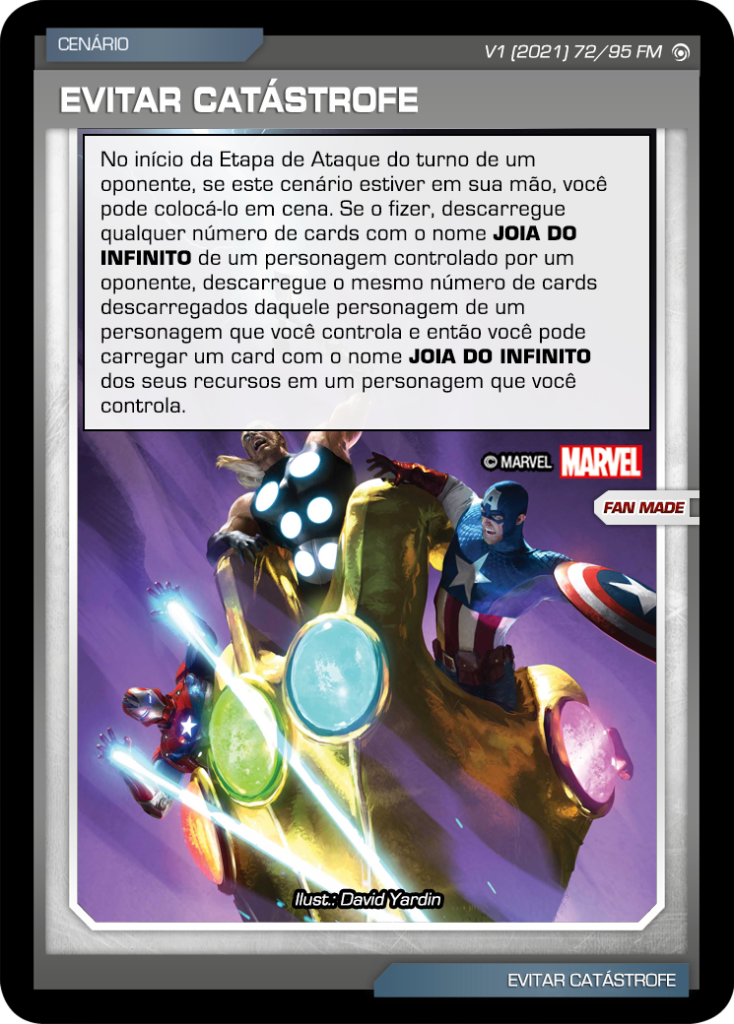 CENÁRIO
V1 (2021) 72/95 FM
EVITAR CATÁSTROFE
No início da Etapa de Ataque do turno de um
oponente, se este cenário estiver em sua mão, você
pode colocá-lo em cena. Se o fizer, descarregue
qualquer número de cards com o nome JOIA DO
INFINITO de um personagem controlado por um
oponente, descarregue o mesmo número de cards
descarregados daquele personagem de um
personagem que você controla e então você pode
carregar um card com o nome JOIA DO INFINITO
dos seus recursos em um personagem que você
controla.
© MARVEL MARVEL
FAN MADE
Ilust.: David Yardin
EVITAR CATÁSTROFE